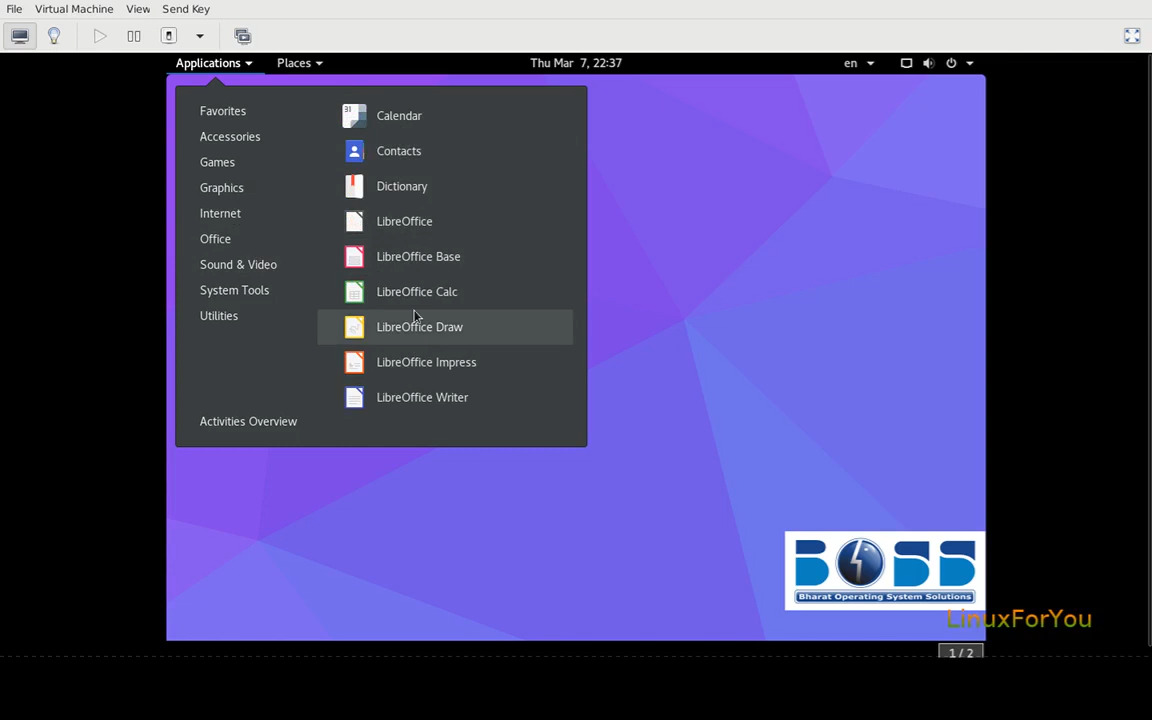 File Virtual Machine View Send Key
Applications Places Thu Mar 7, 22:37 en
Favorites
Accessories
Games
Graphics
Internet
Office
Sound & Video
System Tools
Utilities
Activities Overview
31
Calendar
Contacts
Dictionary
LibreOffice
LibreOffice Base
LibreOffice Calc
LibreOffice Draw
LibreOffice Impress
LibreOffice Writer
BOSS
Bharat Operating System Solutions
LinuxForYou
1 / 2